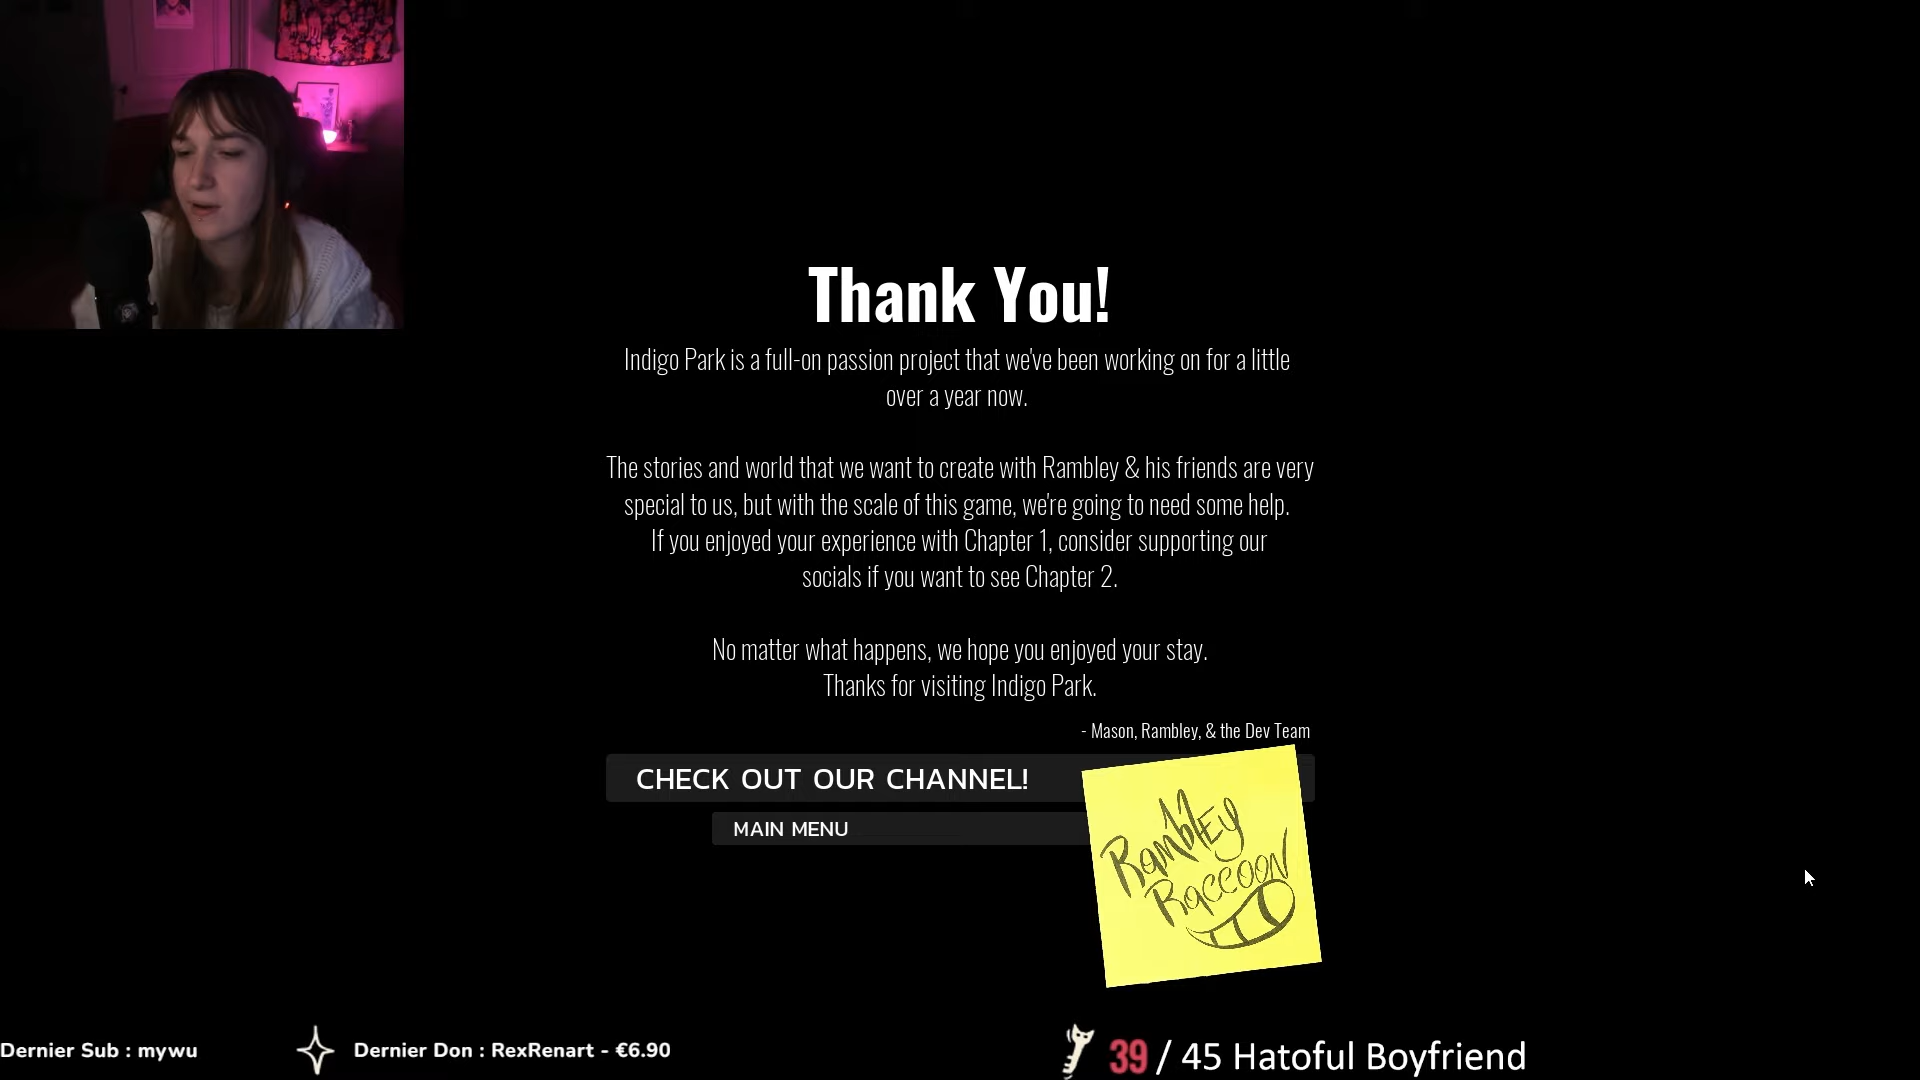 Thank You!
Indigo Park is a full-on passion project that we've been working on for a little
over a year now.
The stories and world that we want to create with Rambley & his friends are very
special to us, but with the scale of this game, we're going to need some help.
If you enjoyed your experience with Chapter 1, consider supporting our
socials if you want to see Chapter 2.
No matter what happens, we hope you enjoyed your stay.
Thanks for visiting Indigo Park.
- Mason, Rambley, & the Dev Team
CHECK OUT OUR CHANNEL!
MAIN MENU
Rambley
Raccoon
Dernier Sub : mywu
Dernier Don : RexRenart - €6.90
39 / 45 Hatoful Boyfriend